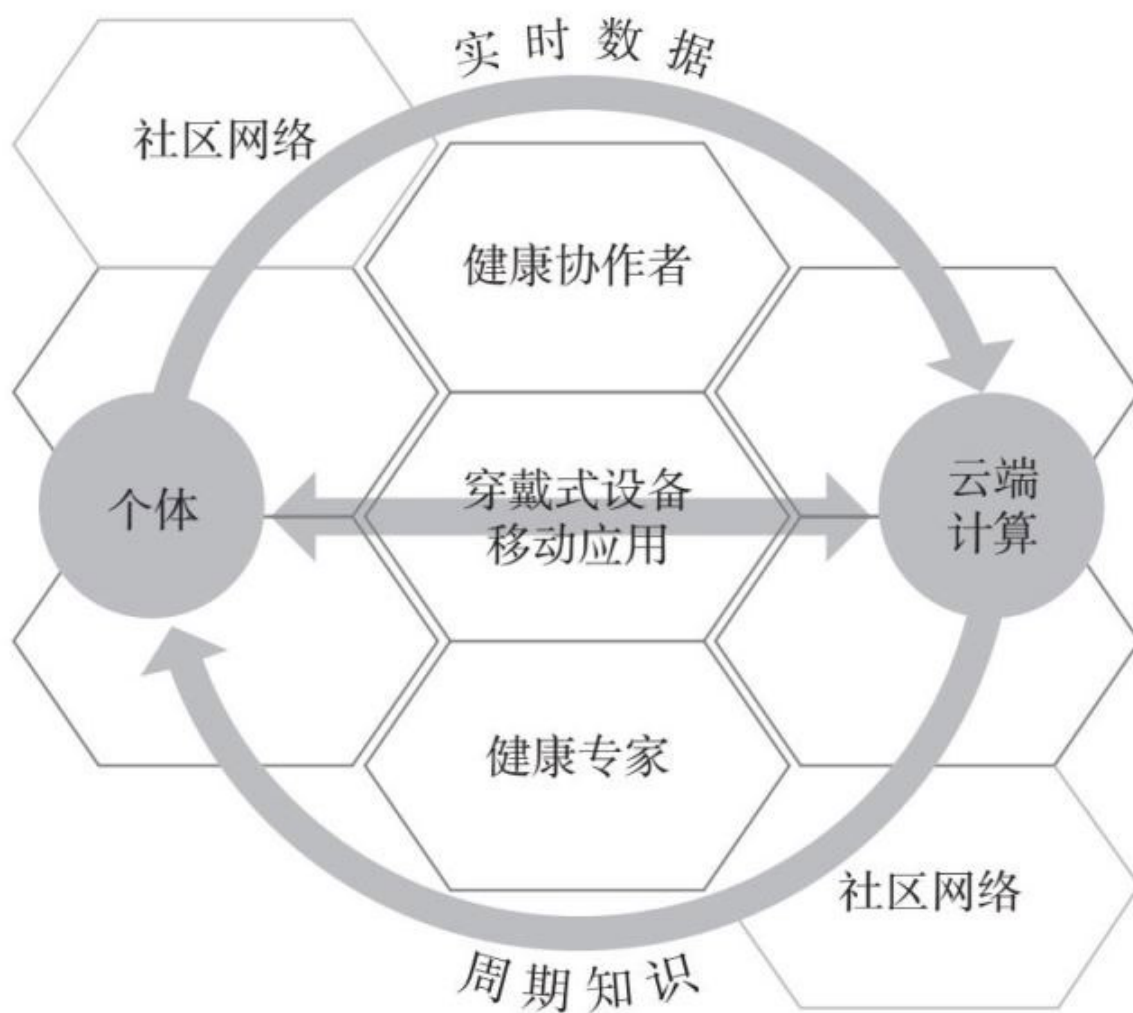 实时数据
社区网络
健康协作者
个体
穿戴式设备
移动应用
云端
计算
健康专家
社区网络
周期知识